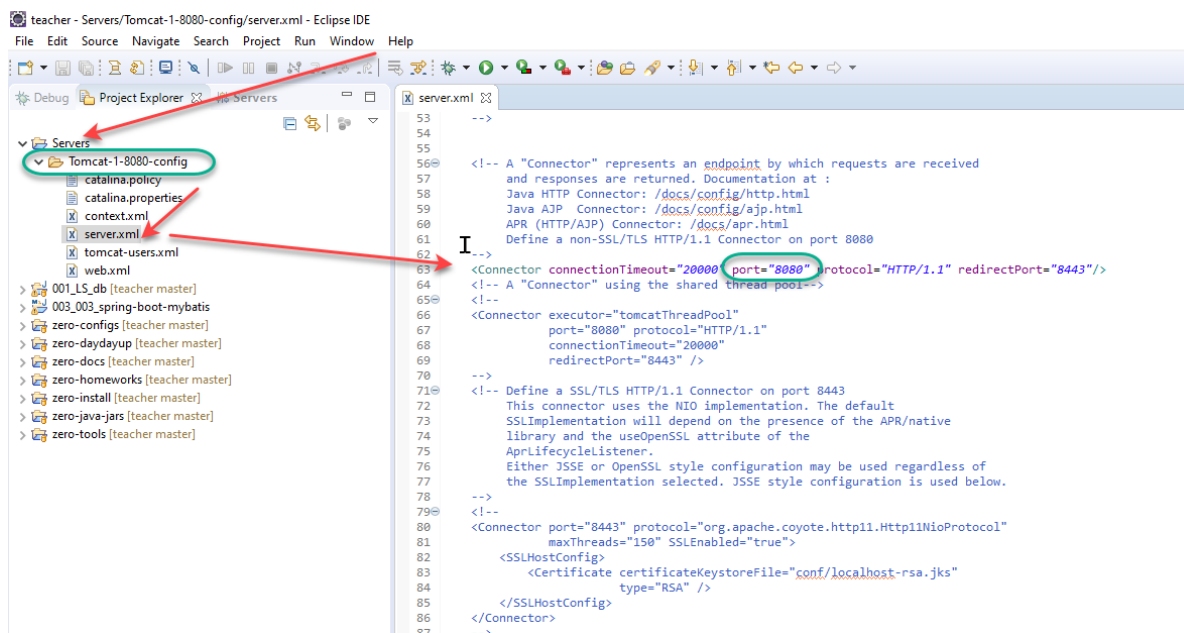 teacher - Servers/Tomcat-1-8080-config/server.xml - Eclipse IDE
File Edit Source Navigate Search Project Run Window Help
Debug Project Explorer Servers
Servers
Tomcat-1-8080-config
catalina.policy
catalina.properties
context.xml
server.xml
tomcat-users.xml
web.xml
001_LS_db [teacher master]
003_003_spring-boot-mybatis
zero-configs [teacher master]
zero-daydayup [teacher master]
zero-docs [teacher master]
zero-homeworks [teacher master]
zero-install [teacher master]
zero-java-jars [teacher master]
zero-tools [teacher master]
server.xml
53 -->
54
55
56 <!-- A "Connector" represents an endpoint by which requests are received
57 and responses are returned. Documentation at :
58 Java HTTP Connector: /docs/config/http.html
59 Java AJP  Connector: /docs/config/ajp.html
60 APR (HTTP/AJP) Connector: /docs/apr.html
61 Define a non-SSL/TLS HTTP/1.1 Connector on port 8080
62 -->
63 <Connector connectionTimeout="20000" port="8080" protocol="HTTP/1.1" redirectPort="8443"/>
64 <!-- A "Connector" using the shared thread pool-->
65 <!--
66 <Connector executor="tomcatThreadPool"
67 port="8080" protocol="HTTP/1.1"
68 connectionTimeout="20000"
69 redirectPort="8443" />
70 -->
71 <!-- Define a SSL/TLS HTTP/1.1 Connector on port 8443
72 This connector uses the NIO implementation. The default
73 SSLImplementation will depend on the presence of the APR/native
74 library and the useOpenSSL attribute of the
75 AprLifecycleListener.
76 Either JSSE or OpenSSL style configuration may be used regardless of
77 the SSLImplementation selected. JSSE style configuration is used below.
78 -->
79 <!--
80 <Connector port="8443" protocol="org.apache.coyote.http11.Http11NioProtocol"
81 maxThreads="150" SSLEnabled="true">
82 <SSLHostConfig>
83 <Certificate certificateKeystoreFile="conf/localhost-rsa.jks"
84 type="RSA" />
85 </SSLHostConfig>
86 </Connector>
87 -->